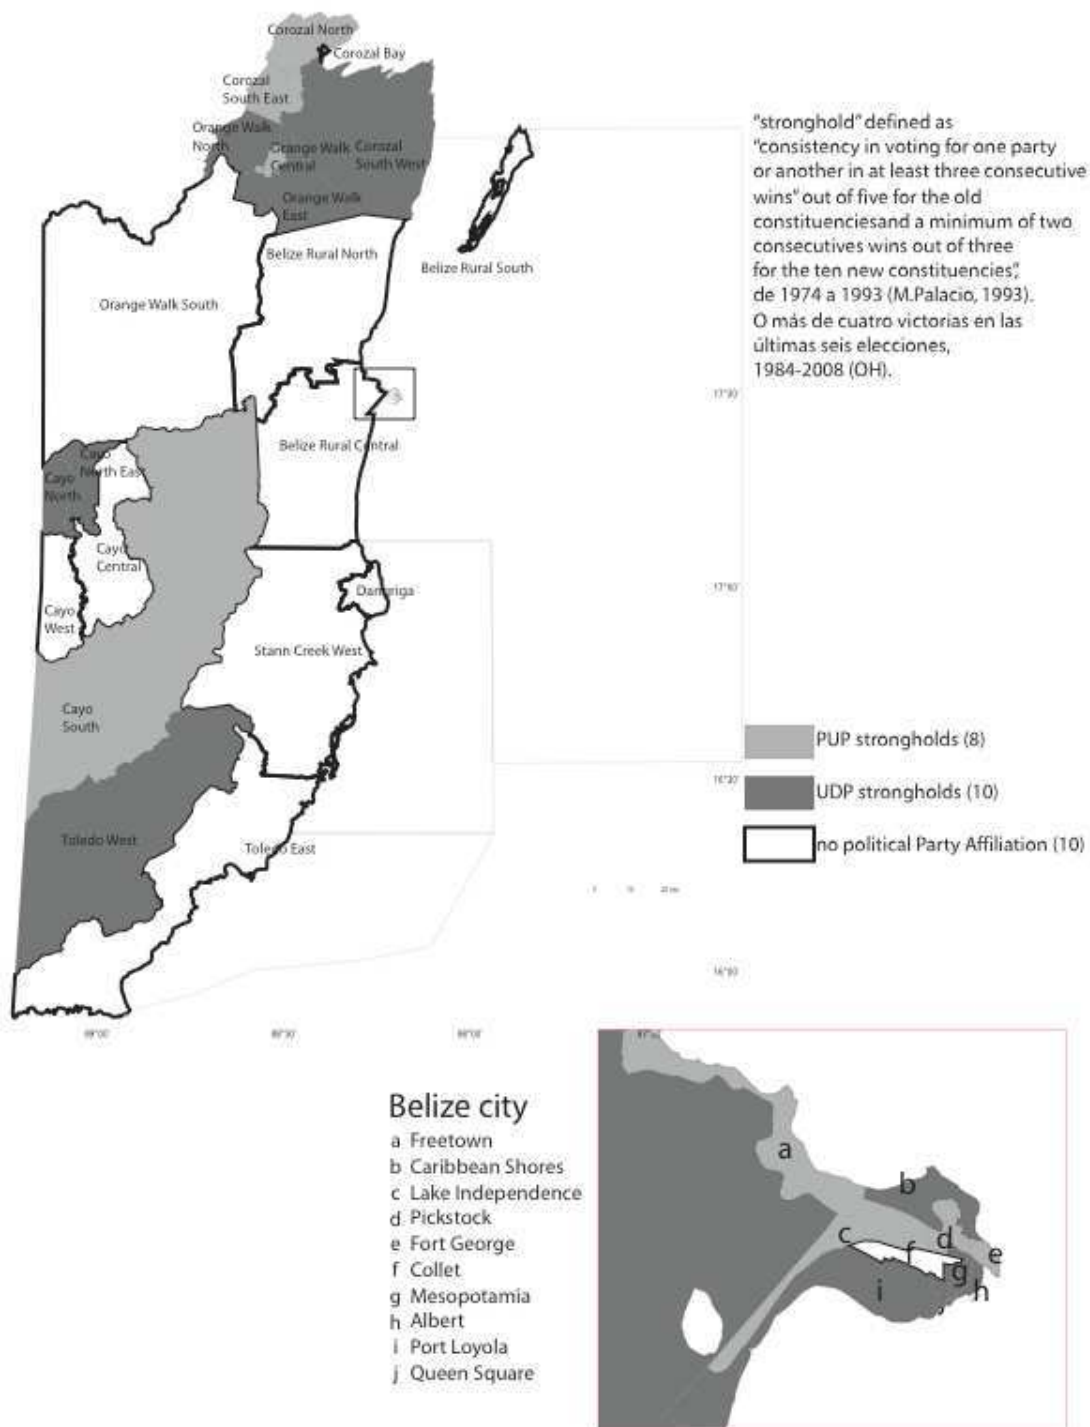 Corozal North
Corozal Bay
Corozal
South East
Orange Walk
North
Orange Walk
Central
Corozal
South West
Orange Walk
East
Belize Rural North
Belize Rural South
Orange Walk South
"stronghold" defined as
"consistency in voting for one party
or another in at least three consecutive
wins" out of five for the old
constituenciesand a minimum of two
consecutives wins out of three
for the ten new constituencies",
de 1974 a 1993 (M.Palacio, 1993).
O más de cuatro victorias en las
últimas seis elecciones,
1984-2008 (OH).
Belize Rural Central
Cayo
North East
Cayo
North
Cayo
Central
Cayo
West
Dangriga
Stann Creek West
Cayo
South
Toledo West
Toledo East
PUP strongholds (8)
UDP strongholds (10)
no political Party Affiliation (10)
16°00'
88°00'
Belize city
a Freetown
b Caribbean Shores
c Lake Independence
d Pickstock
e Fort George
f Collet
g Mesopotamia
h Albert
i Port Loyola
j Queen Square
a
b
c
d
e
f
g
h
i
j